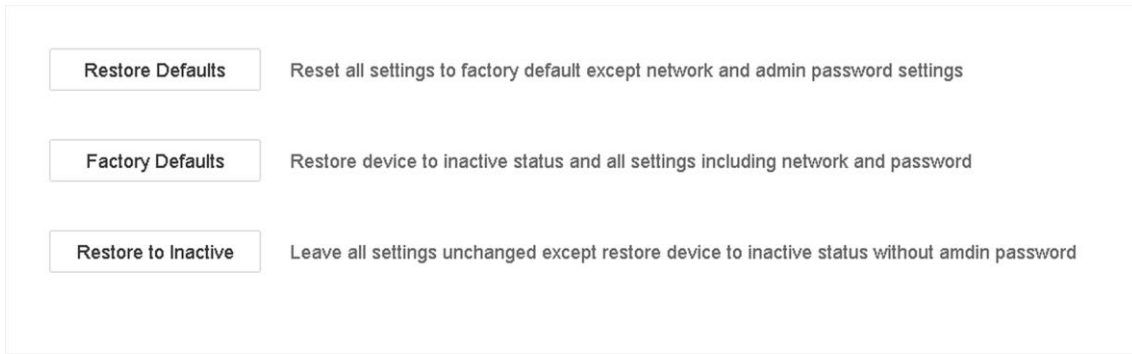 Restore Defaults Reset all settings to factory default except network and admin password settings
Factory Defaults Restore device to inactive status and all settings including network and password
Restore to Inactive Leave all settings unchanged except restore device to inactive status without amdin password